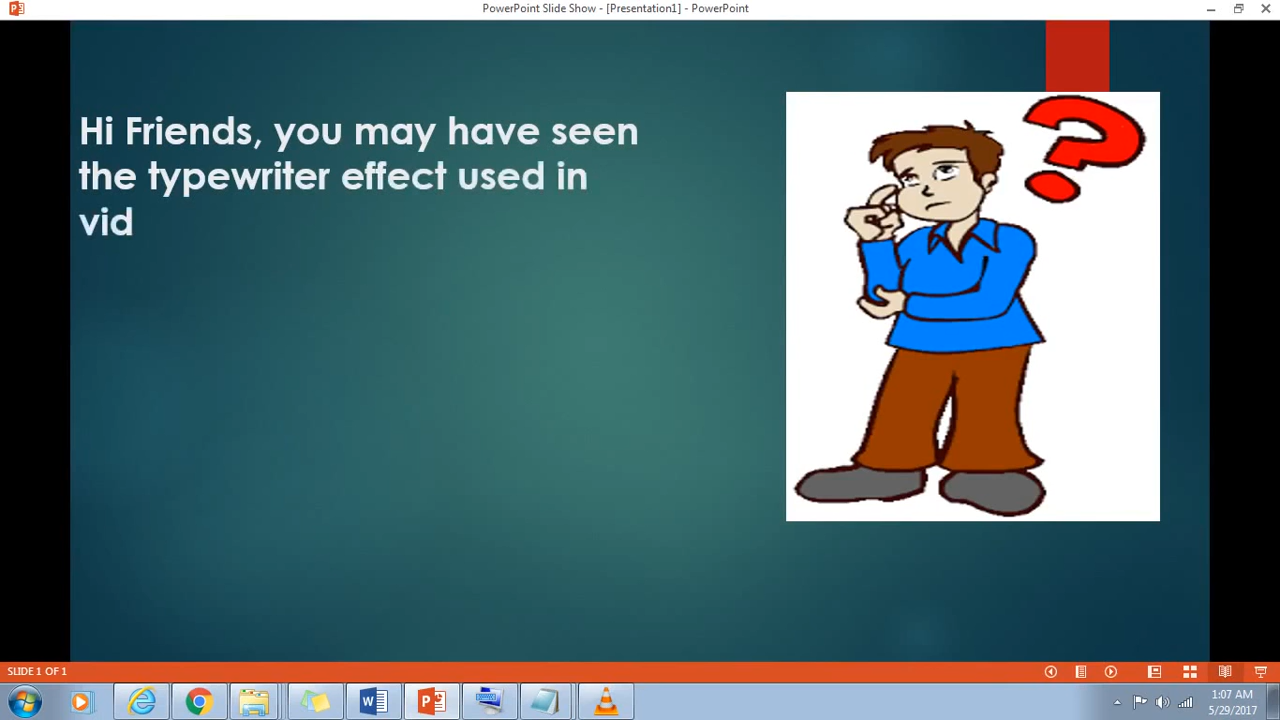 PowerPoint Slide Show - [Presentation1] - PowerPoint
Hi Friends, you may have seen
the typewriter effect used in
vid
?
SLIDE 1 OF 1
1:07 AM
5/29/2017